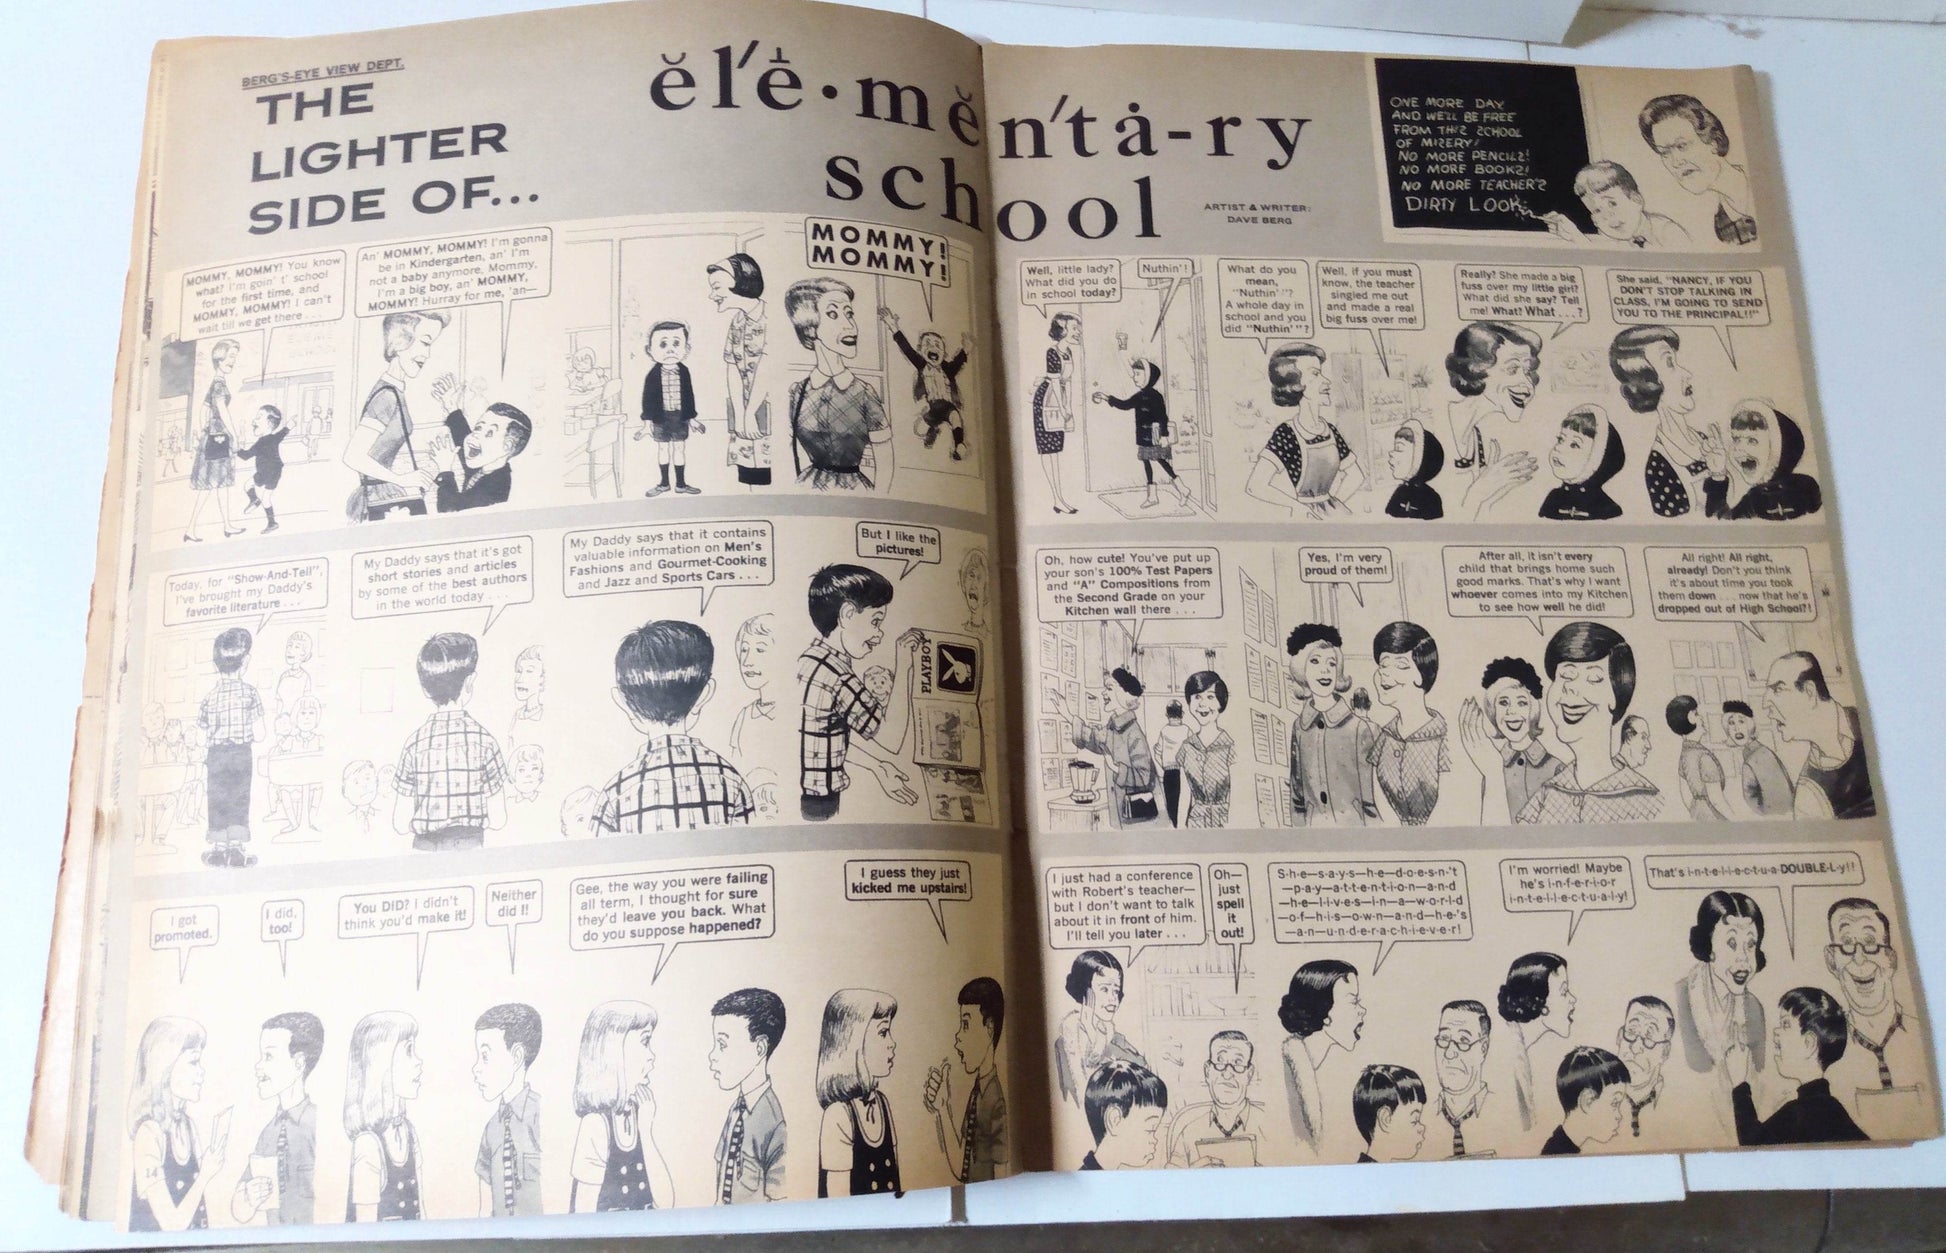 BERG'S-EYE VIEW DEPT.
THE
LIGHTER
SIDE OF...
ĕl′ė·mĕn′tȧ-ry
school
ARTIST & WRITER:
DAVE BERG
ONE MORE DAY
AND WE'LL BE FREE
FROM THIS SCHOOL
OF MISERY!
NO MORE PENCILS!
NO MORE BOOKS!
NO MORE TEACHER'S
DIRTY LOOK
MOMMY, MOMMY! You know
what? I'm goin' t' school
for the first time, and
MOMMY, MOMMY! I can't
wait till we get there . . .
An' MOMMY, MOMMY! I'm gonna
be in Kindergarten, an' I'm
not a baby anymore, Mommy,
I'm a big boy, an' MOMMY,
MOMMY! Hurray for me, 'an—
MOMMY!
MOMMY!!!
SCHOOL
Well, little lady?
What did you do
in school today?
Nuthin'!
What do you
mean,
"Nuthin'"?
A whole day in
school and you
did "Nuthin'"?
Well, if you must
know, the teacher
singled me out
and made a real
big fuss over me!
Really? She made a big
fuss over my little girl?
What did she say? Tell
me! What? What . . . ?
She said, "NANCY, IF YOU
DON'T STOP TALKING IN
CLASS, I'M GOING TO SEND
YOU TO THE PRINCIPAL!!"
Today, for "Show-And-Tell",
I've brought my Daddy's
favorite literature . . .
My Daddy says that it's got
short stories and articles
by some of the best authors
in the world today . . .
My Daddy says that it contains
valuable information on Men's
Fashions and Gourmet-Cooking
and Jazz and Sports Cars . . .
But I like the
pictures!
PLAYBOY
Oh, how cute! You've put up
your son's 100% Test Papers
and "A" Compositions from
the Second Grade on your
Kitchen wall there . . .
Yes, I'm very
proud of them!
After all, it isn't every
child that brings home such
good marks. That's why I want
whoever comes into my Kitchen
to see how well he did!
All right! All right,
already! Don't you think
it's about time you took
them down . . . now that he's
dropped out of High School?!
I got
promoted.
I did,
too!
You DID? I didn't
think you'd make it!
Neither
did I!
Gee, the way you were failing
all term, I thought for sure
they'd leave you back. What
do you suppose happened?
I guess they just
kicked me upstairs!
I just had a conference
with Robert's teacher—
but I don't want to talk
about it in front of him.
I'll tell you later . . .
Oh—
just
spell
it
out!
S-h-e—s-a-y-s—h-e—d-o-e-s-n-'t
—p-a-y—a-t-t-e-n-t-i-o-n—a-n-d
—h-e—l-i-v-e-s—i-n—a—w-o-r-l-d
—o-f—h-i-s—o-w-n—a-n-d—h-e-'s
—a-n—u-n-d-e-r-a-c-h-i-e-v-e-r!
I'm worried! Maybe
he's i-n-f-e-r-i-o-r
i-n-t-e-l-l-e-c-t-u-a-l-y!
That's i-n-t-e-l-l-e-c-t-u-a-DOUBLE-L-y!!
14